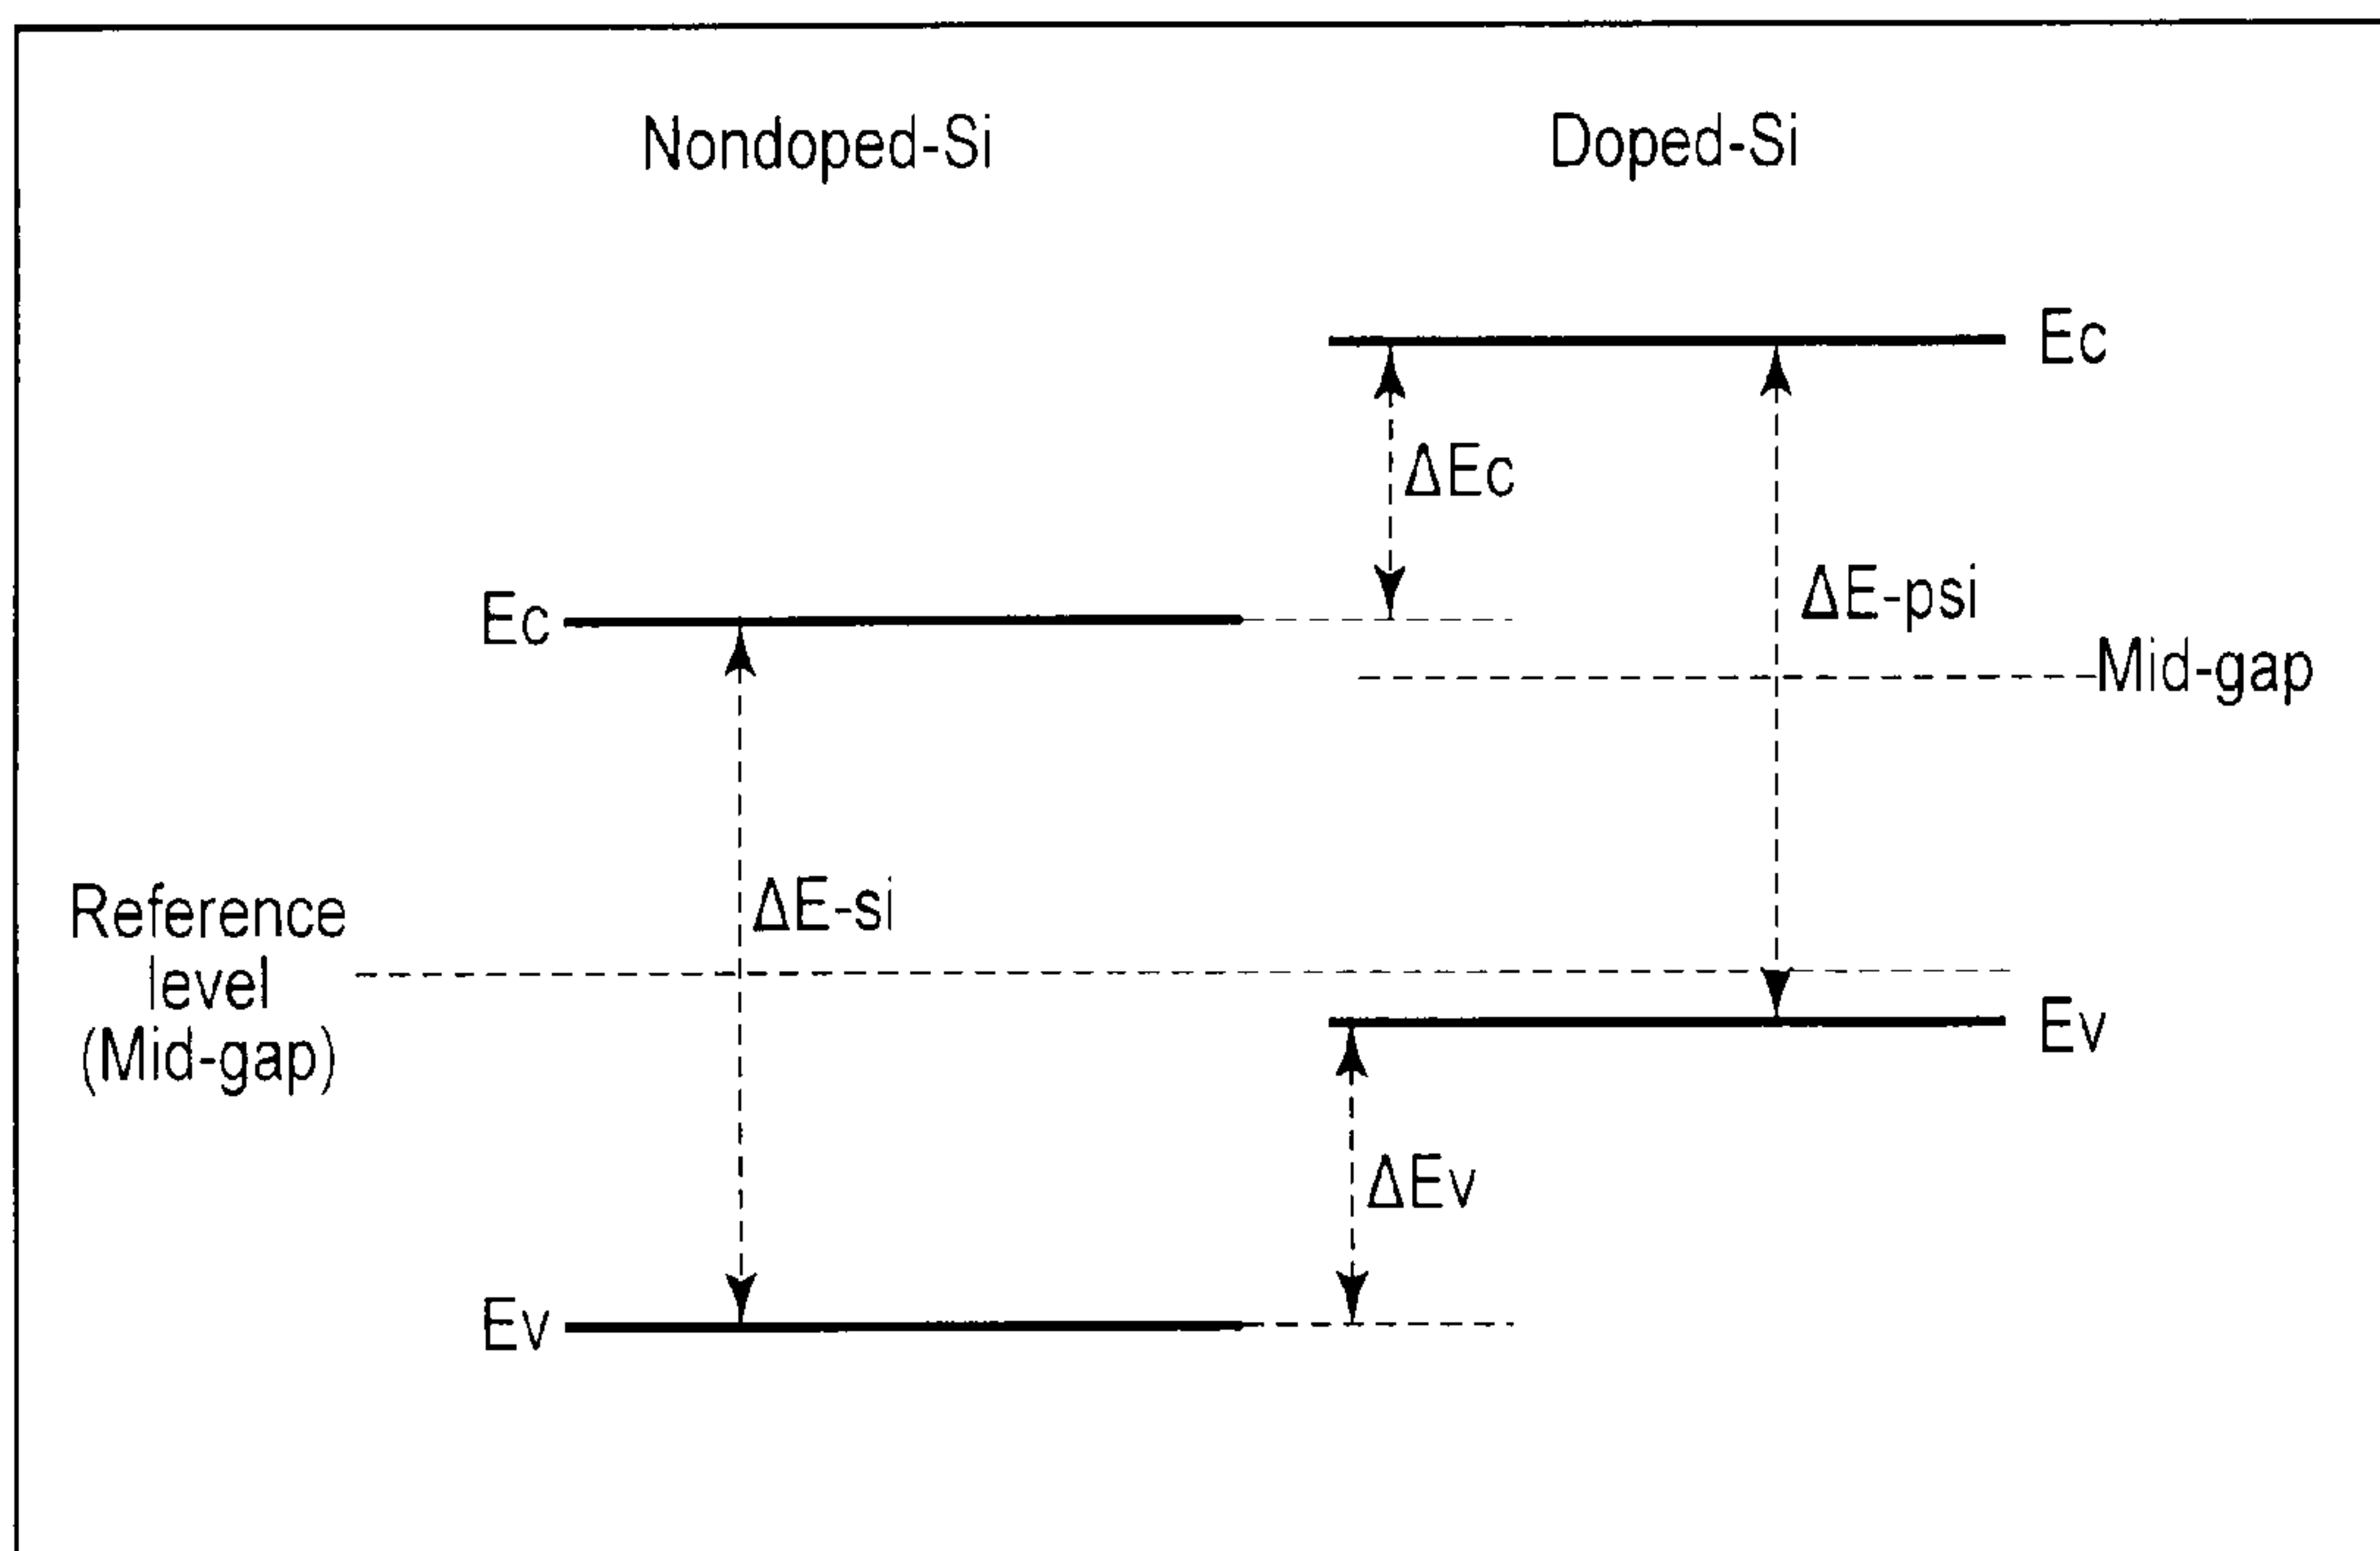 Nondoped-Si
Doped-Si
Ec
ΔEc
Ec
ΔE-psi
Mid-gap
ΔE-si
Reference
level
(Mid-gap)
Ev
ΔEv
Ev